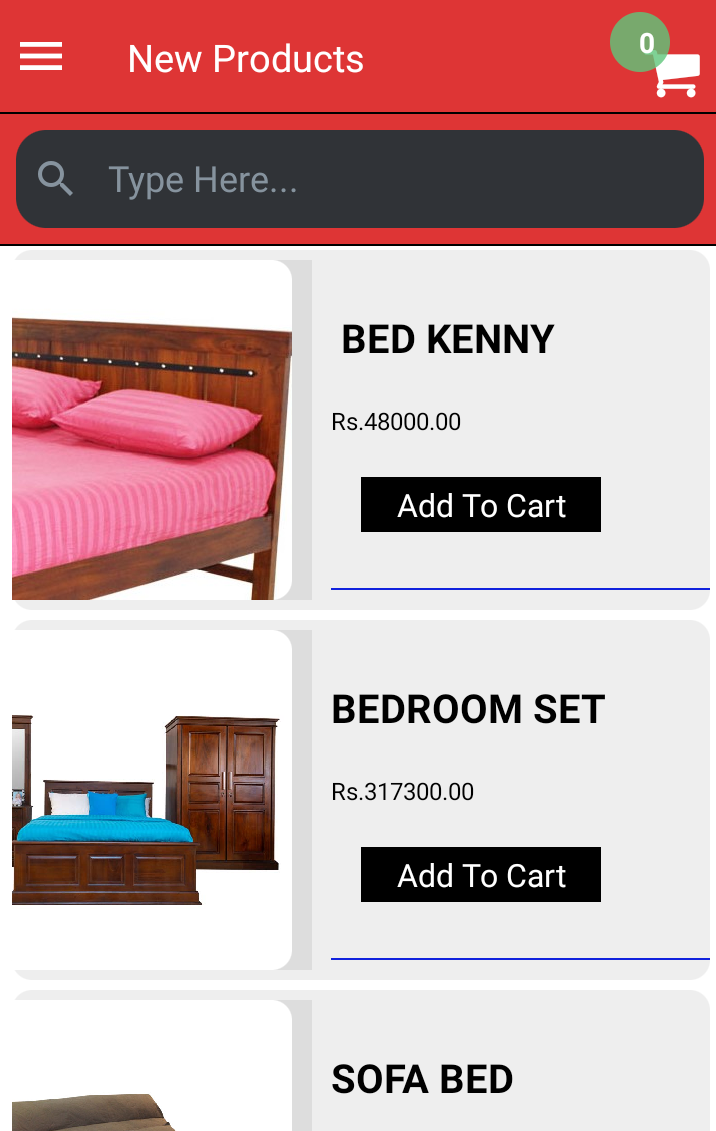 New Products
0
Type Here...
BED KENNY
Rs.48000.00
Add To Cart
BEDROOM SET
Rs.317300.00
Add To Cart
SOFA BED